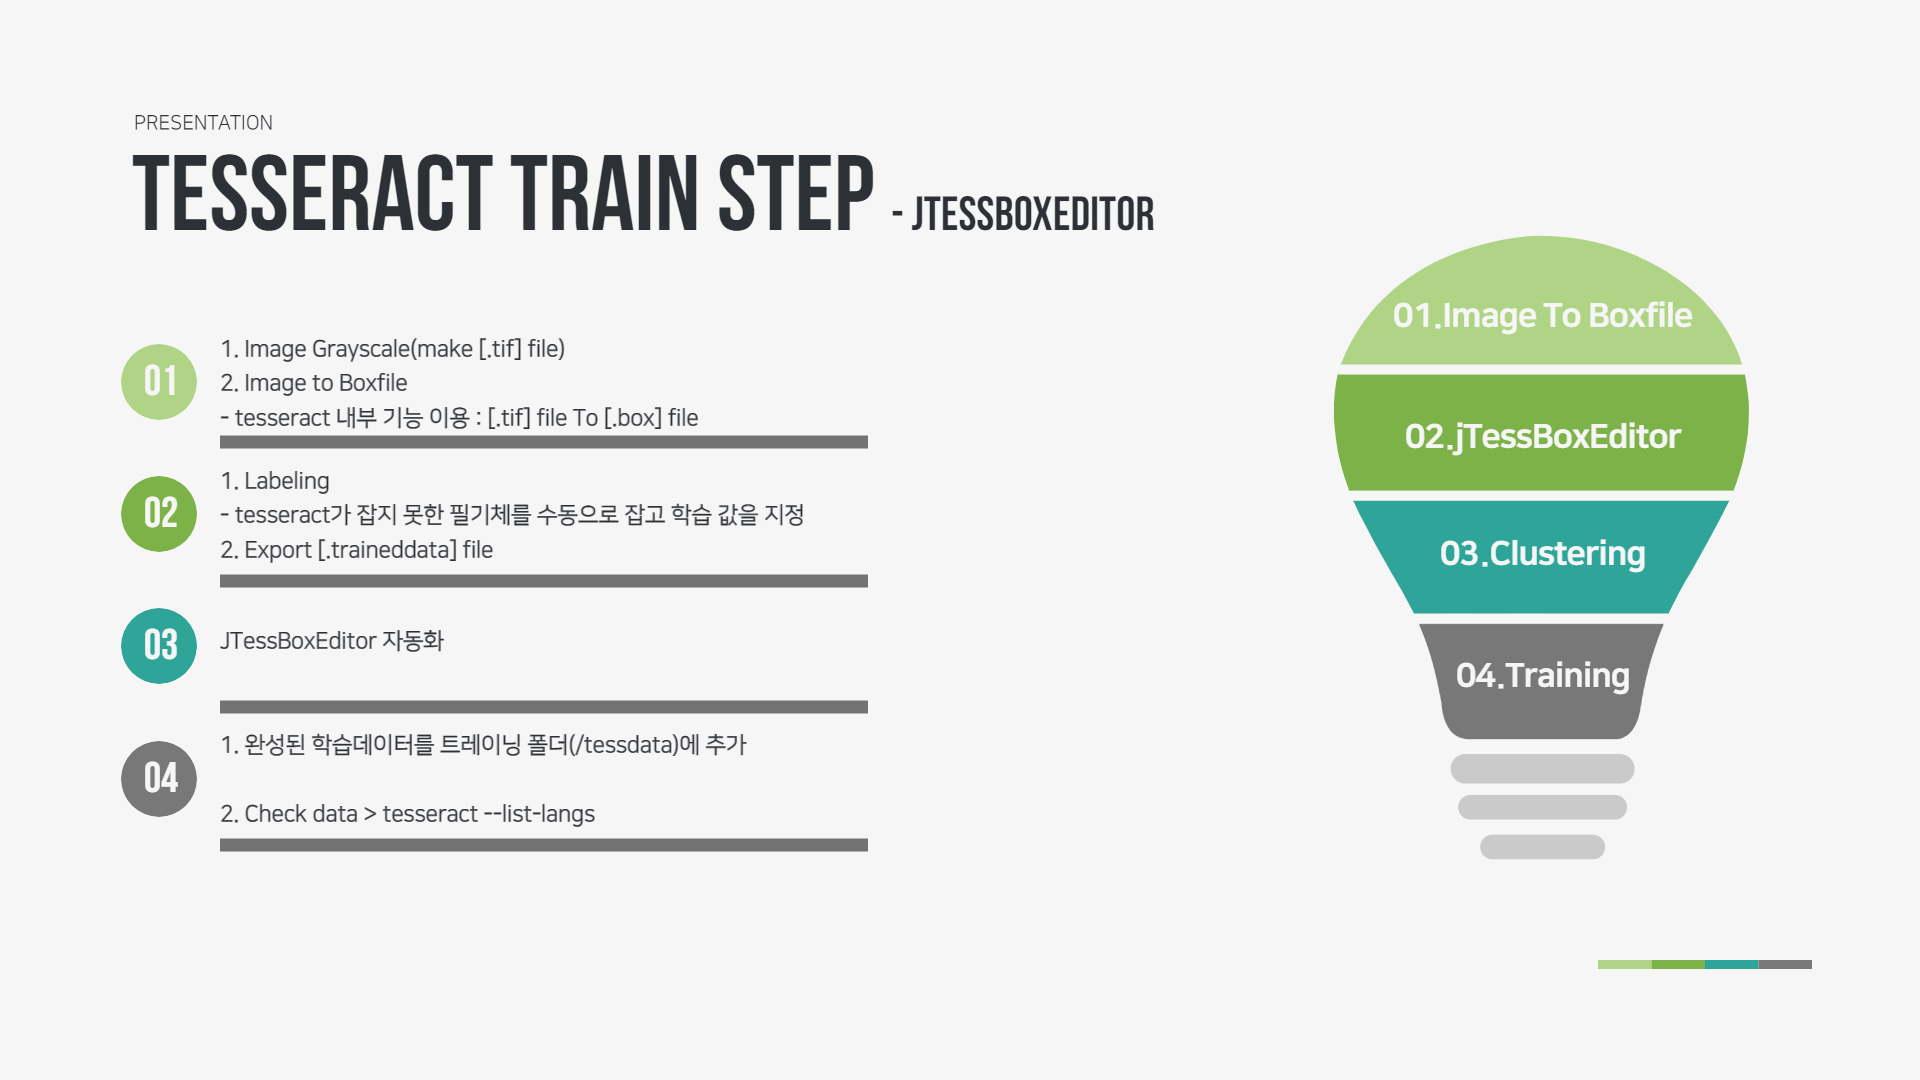 PRESENTATION
TESSERACT TRAIN STEP - JTESSBOXEDITOR
01
1. Image Grayscale(make [.tif] file)
2. Image to Boxfile
- tesseract 내부 기능 이용 : [.tif] file To [.box] file
02
1. Labeling
- tesseract가 잡지 못한 필기체를 수동으로 잡고 학습 값을 지정
2. Export [.traineddata] file
03
JTessBoxEditor 자동화
04
1. 완성된 학습데이터를 트레이닝 폴더(/tessdata)에 추가
2. Check data > tesseract --list-langs
01.Image To Boxfile
02.jTessBoxEditor
03.Clustering
04.Training